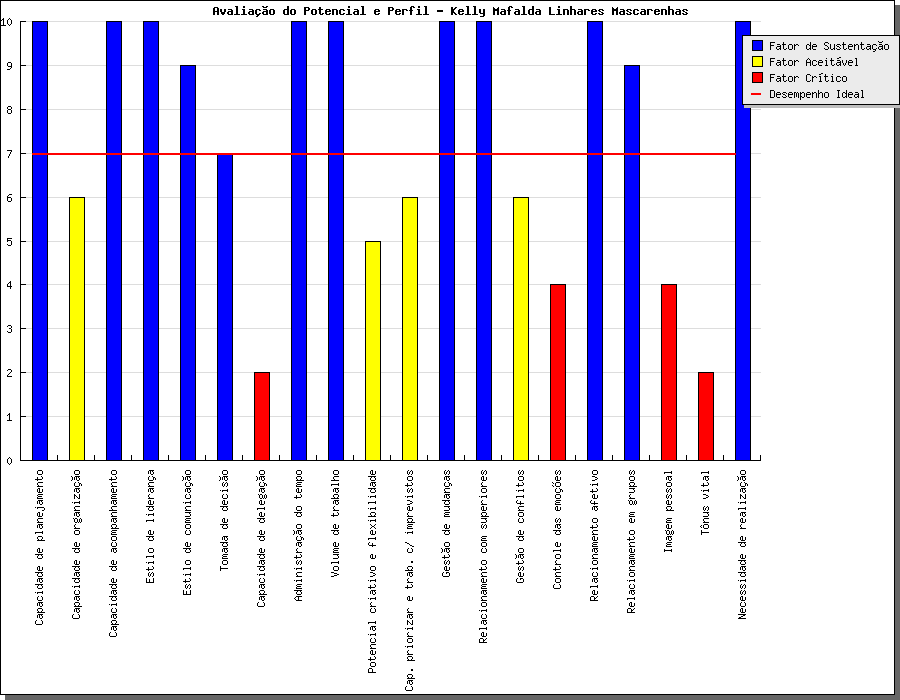 Avaliação do Potencial e Perfil - Kelly Mafalda Linhares Mascarenhas
10
9
8
7
6
5
4
3
2
1
0
Fator de Sustentação
Fator Aceitável
Fator Crítico
Desempenho Ideal
Capacidade de planejamento
Capacidade de organização
Capacidade de acompanhamento
Estilo de liderança
Estilo de comunicação
Tomada de decisão
Capacidade de delegação
Administração do tempo
Volume de trabalho
Potencial criativo e flexibilidade
Cap. priorizar e trab. c/ imprevistos
Gestão de mudanças
Relacionamento com superiores
Gestão de conflitos
Controle das emoções
Relacionamento afetivo
Relacionamento em grupos
Imagem pessoal
Tônus vital
Necessidade de realização